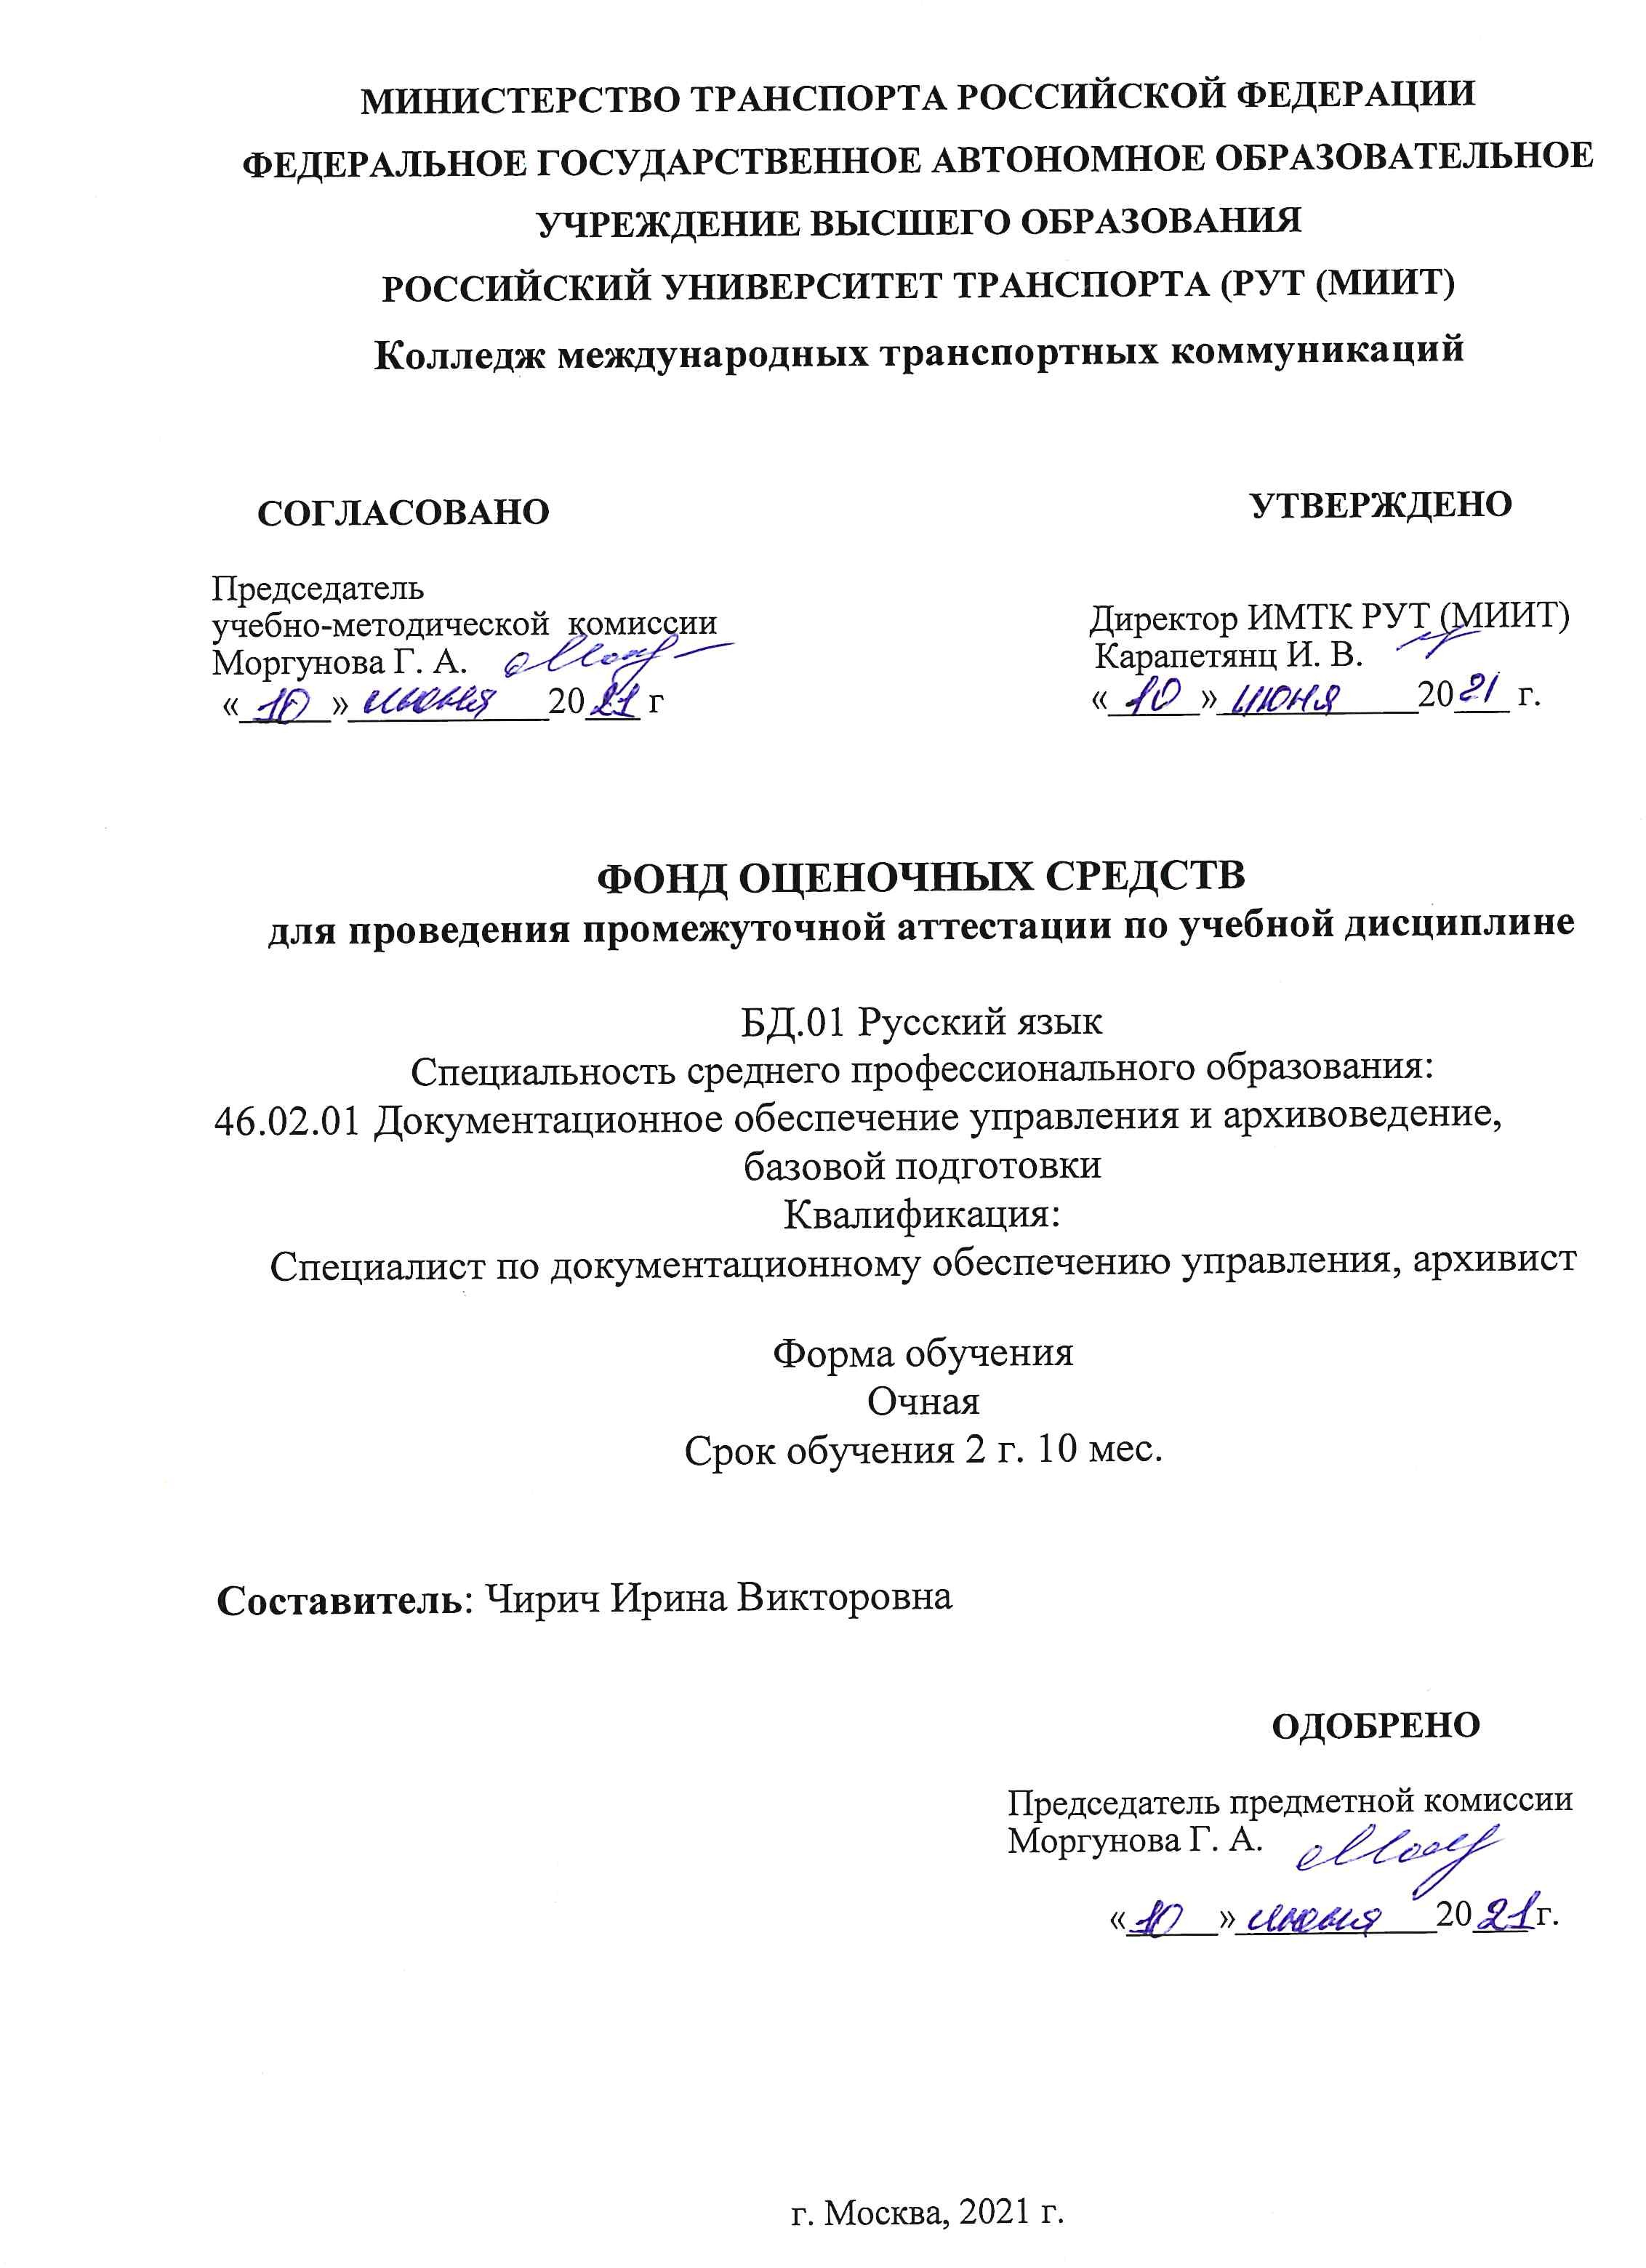 МИНИСТЕРСТВО ТРАНСПОРТА РОССИЙСКОЙ ФЕДЕРАЦИИ
ФЕДЕРАЛЬНОЕ ГОСУДАРСТВЕННОЕ АВТОНОМНОЕ ОБРАЗОВАТЕЛЬНОЕ
УЧРЕЖДЕНИЕ ВЫСШЕГО ОБРАЗОВАНИЯ
РОССИЙСКИЙ УНИВЕРСИТЕТ ТРАНСПОРТА (РУТ (МИИТ)
Колледж международных транспортных коммуникаций
СОГЛАСОВАНО
Председатель
учебно-методической комиссии
Моргунова Г. А.
«10» июня 2021 г
УТВЕРЖДЕНО
Директор ИМТК РУТ (МИИТ)
Карапетянц И. В.
«10» июня 2021 г.
ФОНД ОЦЕНОЧНЫХ СРЕДСТВ
для проведения промежуточной аттестации по учебной дисциплине
БД.01 Русский язык
Специальность среднего профессионального образования:
46.02.01 Документационное обеспечение управления и архивоведение,
базовой подготовки
Квалификация:
Специалист по документационному обеспечению управления, архивист
Форма обучения
Очная
Срок обучения 2 г. 10 мес.
Составитель: Чирич Ирина Викторовна
ОДОБРЕНО
Председатель предметной комиссии
Моргунова Г. А.
«10» июня 2021г.
г. Москва, 2021 г.